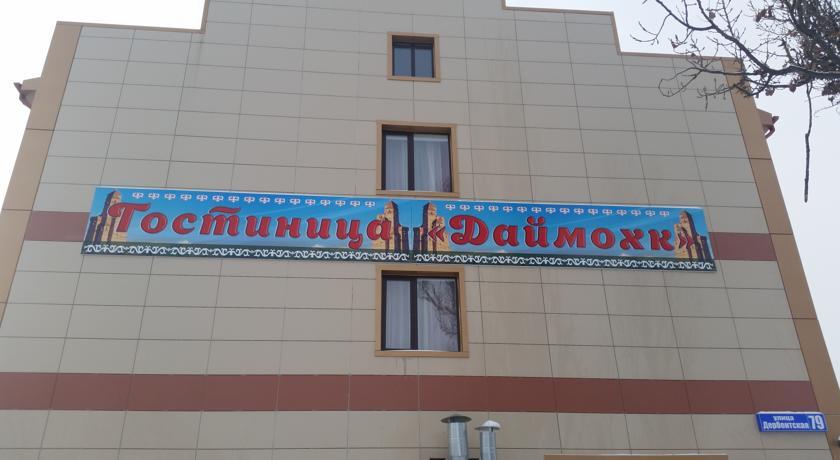 Гостиница «Даймохк»
улица
Дербентская 79